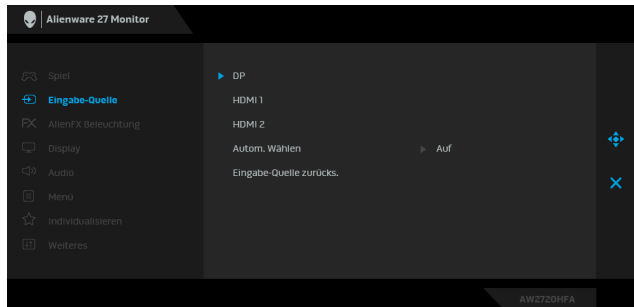 Alienware 27 Monitor
Spiel
Eingabe-Quelle
FX AlienFX Beleuchtung
Display
Audio
Menü
Individualisieren
Weiteres
DP
HDMI 1
HDMI 2
Autom. Wählen Auf
Eingabe-Quelle zurücks.
AW2720HFA